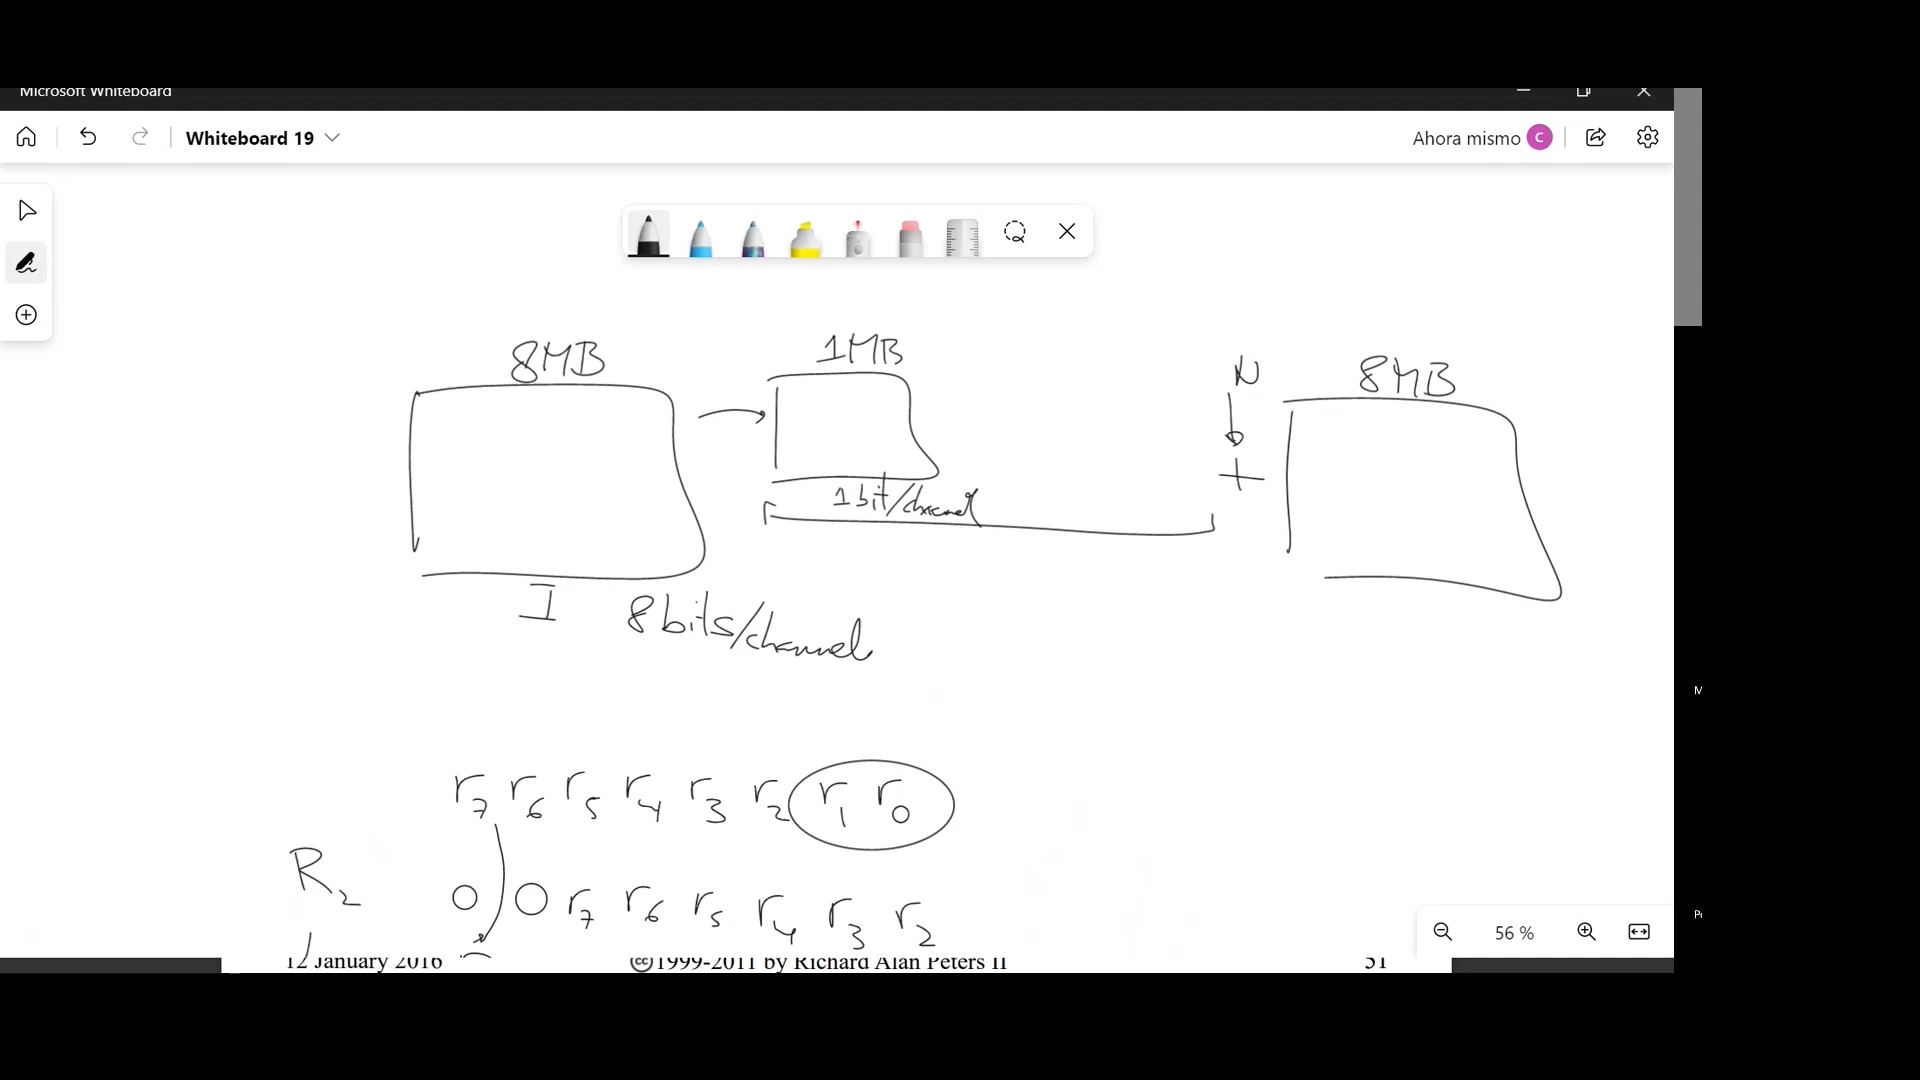 Microsoft Whiteboard
Whiteboard 19
Ahora mismo C
8MB
1MB
N
8MB
1bit/channel
+
I
8bits/channel
r7 r6 r5 r4 r3 r2 r1 r0
R2
0 0 r7 r6 r5 r4 r3 r2
56 %
12 January 2016
cc 1999-2011 by Richard Alan Peters II
51